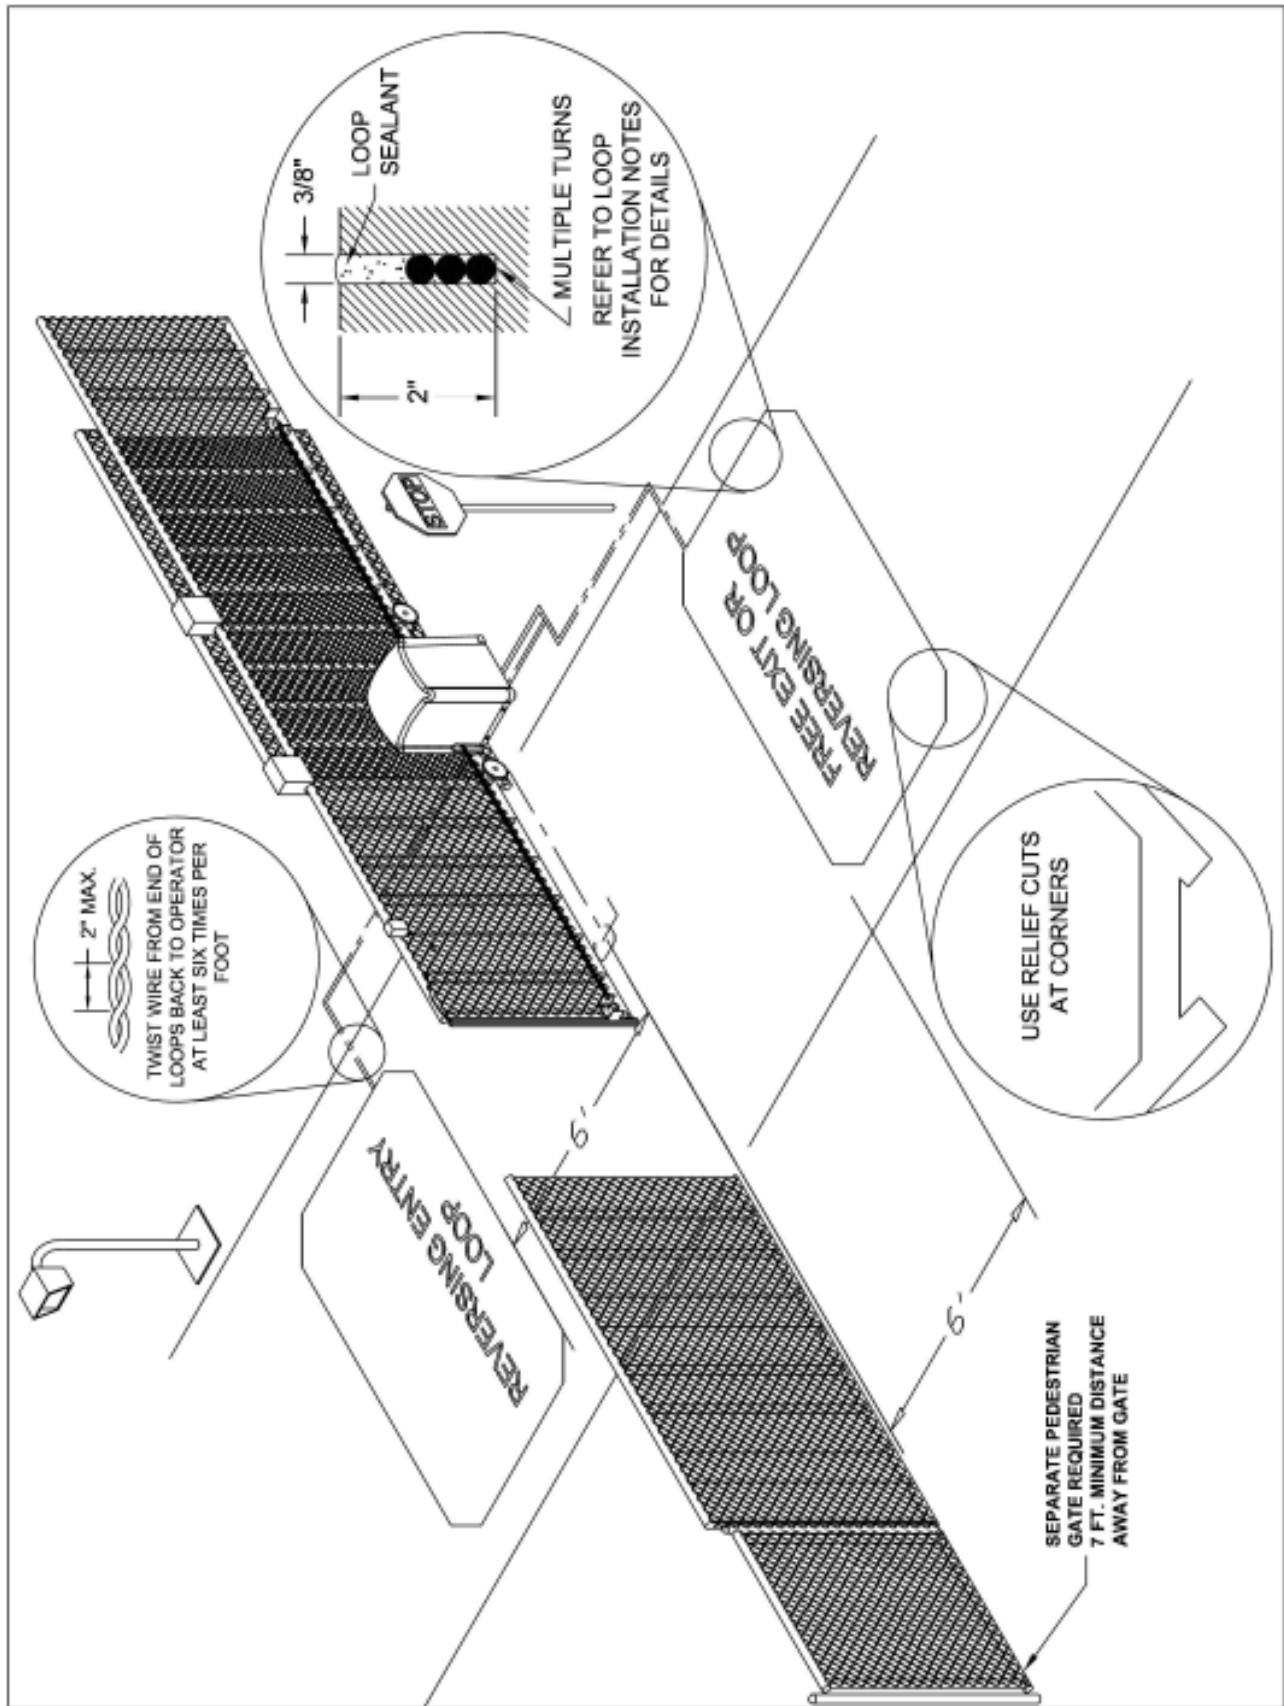 2" MAX.
TWIST WIRE FROM END OF
LOOPS BACK TO OPERATOR
AT LEAST SIX TIMES PER
FOOT
3/8"
LOOP
SEALANT
2"
MULTIPLE TURNS
REFER TO LOOP
INSTALLATION NOTES
FOR DETAILS
STOP
REVERSING ENTRY
LOOP
6'
FREE EXIT OR
REVERSING LOOP
6'
USE RELIEF CUTS
AT CORNERS
SEPARATE PEDESTRIAN
GATE REQUIRED
7 FT. MINIMUM DISTANCE
AWAY FROM GATE